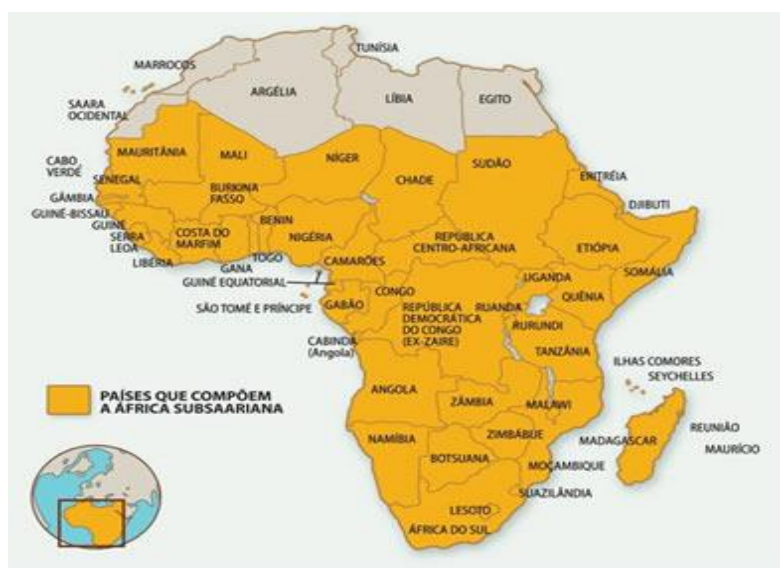 TUNÍSIA
MARROCOS
ARGÉLIA
LÍBIA
EGITO
SAARA
OCIDENTAL
MAURITÂNIA
MALI
NÍGER
CHADE
SUDÃO
ERITRÉIA
CABO
VERDE
SENEGAL
GÂMBIA
GUINÉ-BISSAU
GUINÉ
SERRA
LEOA
LIBÉRIA
BURKINA
FASSO
COSTA DO
MARFIM
GANA
TOGO
BENIN
NIGÉRIA
DJIBUTI
ETIÓPIA
SOMÁLIA
REPÚBLICA
CENTRO-AFRICANA
CAMARÕES
GUINÉ EQUATORIAL
SÃO TOMÉ E PRÍNCIPE
GABÃO
CONGO
REPÚBLICA
DEMOCRÁTICA
DO CONGO
(EX-ZAIRE)
UGANDA
RUANDA
QUÊNIA
RURUNDI
TANZÂNIA
CABINDA
(Angola)
ILHAS COMORES
SEYCHELLES
PAÍSES QUE COMPÕEM
A ÁFRICA SUBSAARIANA
ANGOLA
ZÂMBIA
MALAWI
NAMÍBIA
ZIMBÁBUE
BOTSUANA
MOÇAMBIQUE
MADAGASCAR
REUNIÃO
MAURÍCIO
SUAZILÂNDIA
LESOTO
ÁFRICA DO SUL